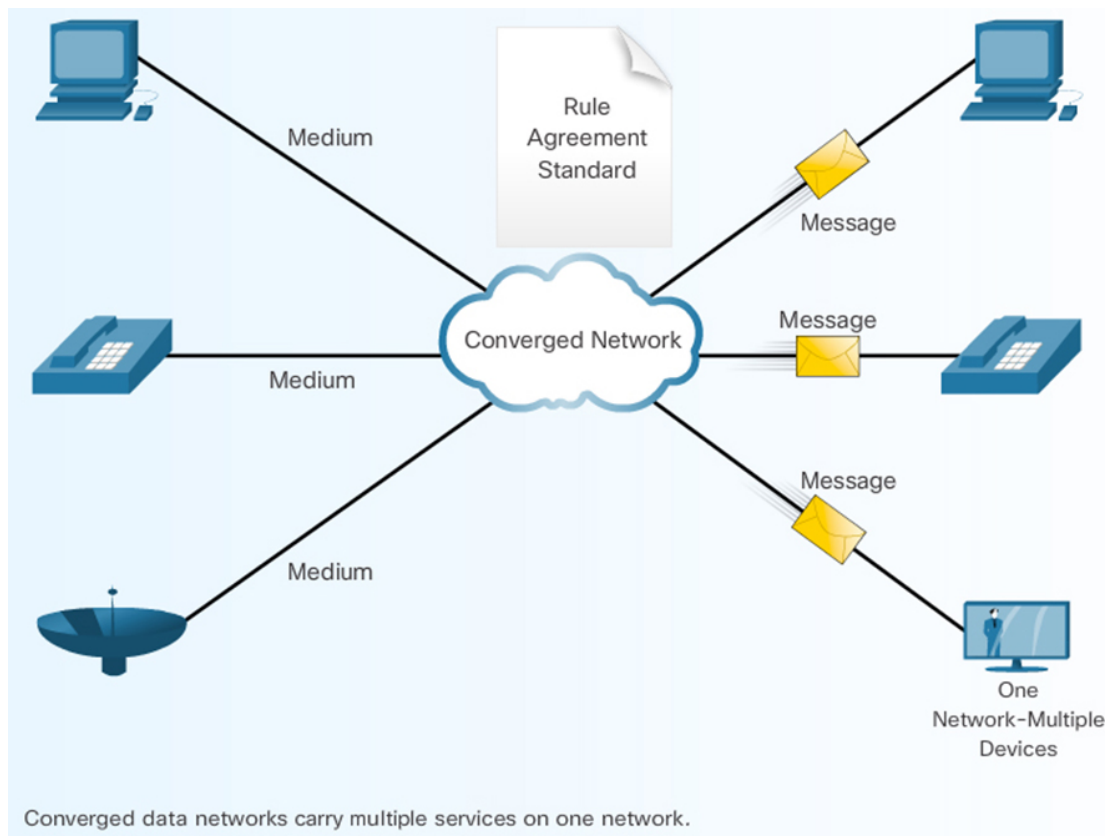 Rule
Agreement
Standard
Medium
Message
Message
Converged Network
Medium
Message
Medium
One
Network-Multiple
Devices
Converged data networks carry multiple services on one network.